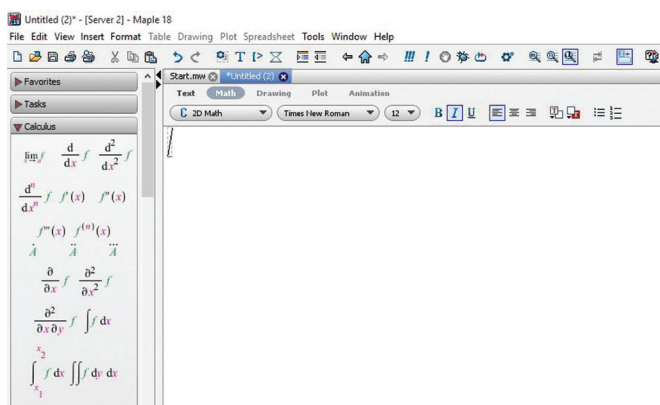 Untitled (2)* - [Server 2] - Maple 18
File Edit View Insert Format Table Drawing Plot Spreadsheet Tools Window Help
Start.mw *Untitled (2)
Text Math Drawing Plot Animation
C 2D Math Times New Roman 12 B I U
Favorites
Tasks
Calculus
lim f d/dx f d²/dx² f
dⁿ/dxⁿ f f'(x) f''(x)
f'''(x) f⁽ⁿ⁾(x)
Ȧ Ä A⃛
∂/∂x f ∂²/∂x² f
∂²/∂x∂y f ∫f dx
∫_x₁^x₂ f dx ∫∫f dy dx